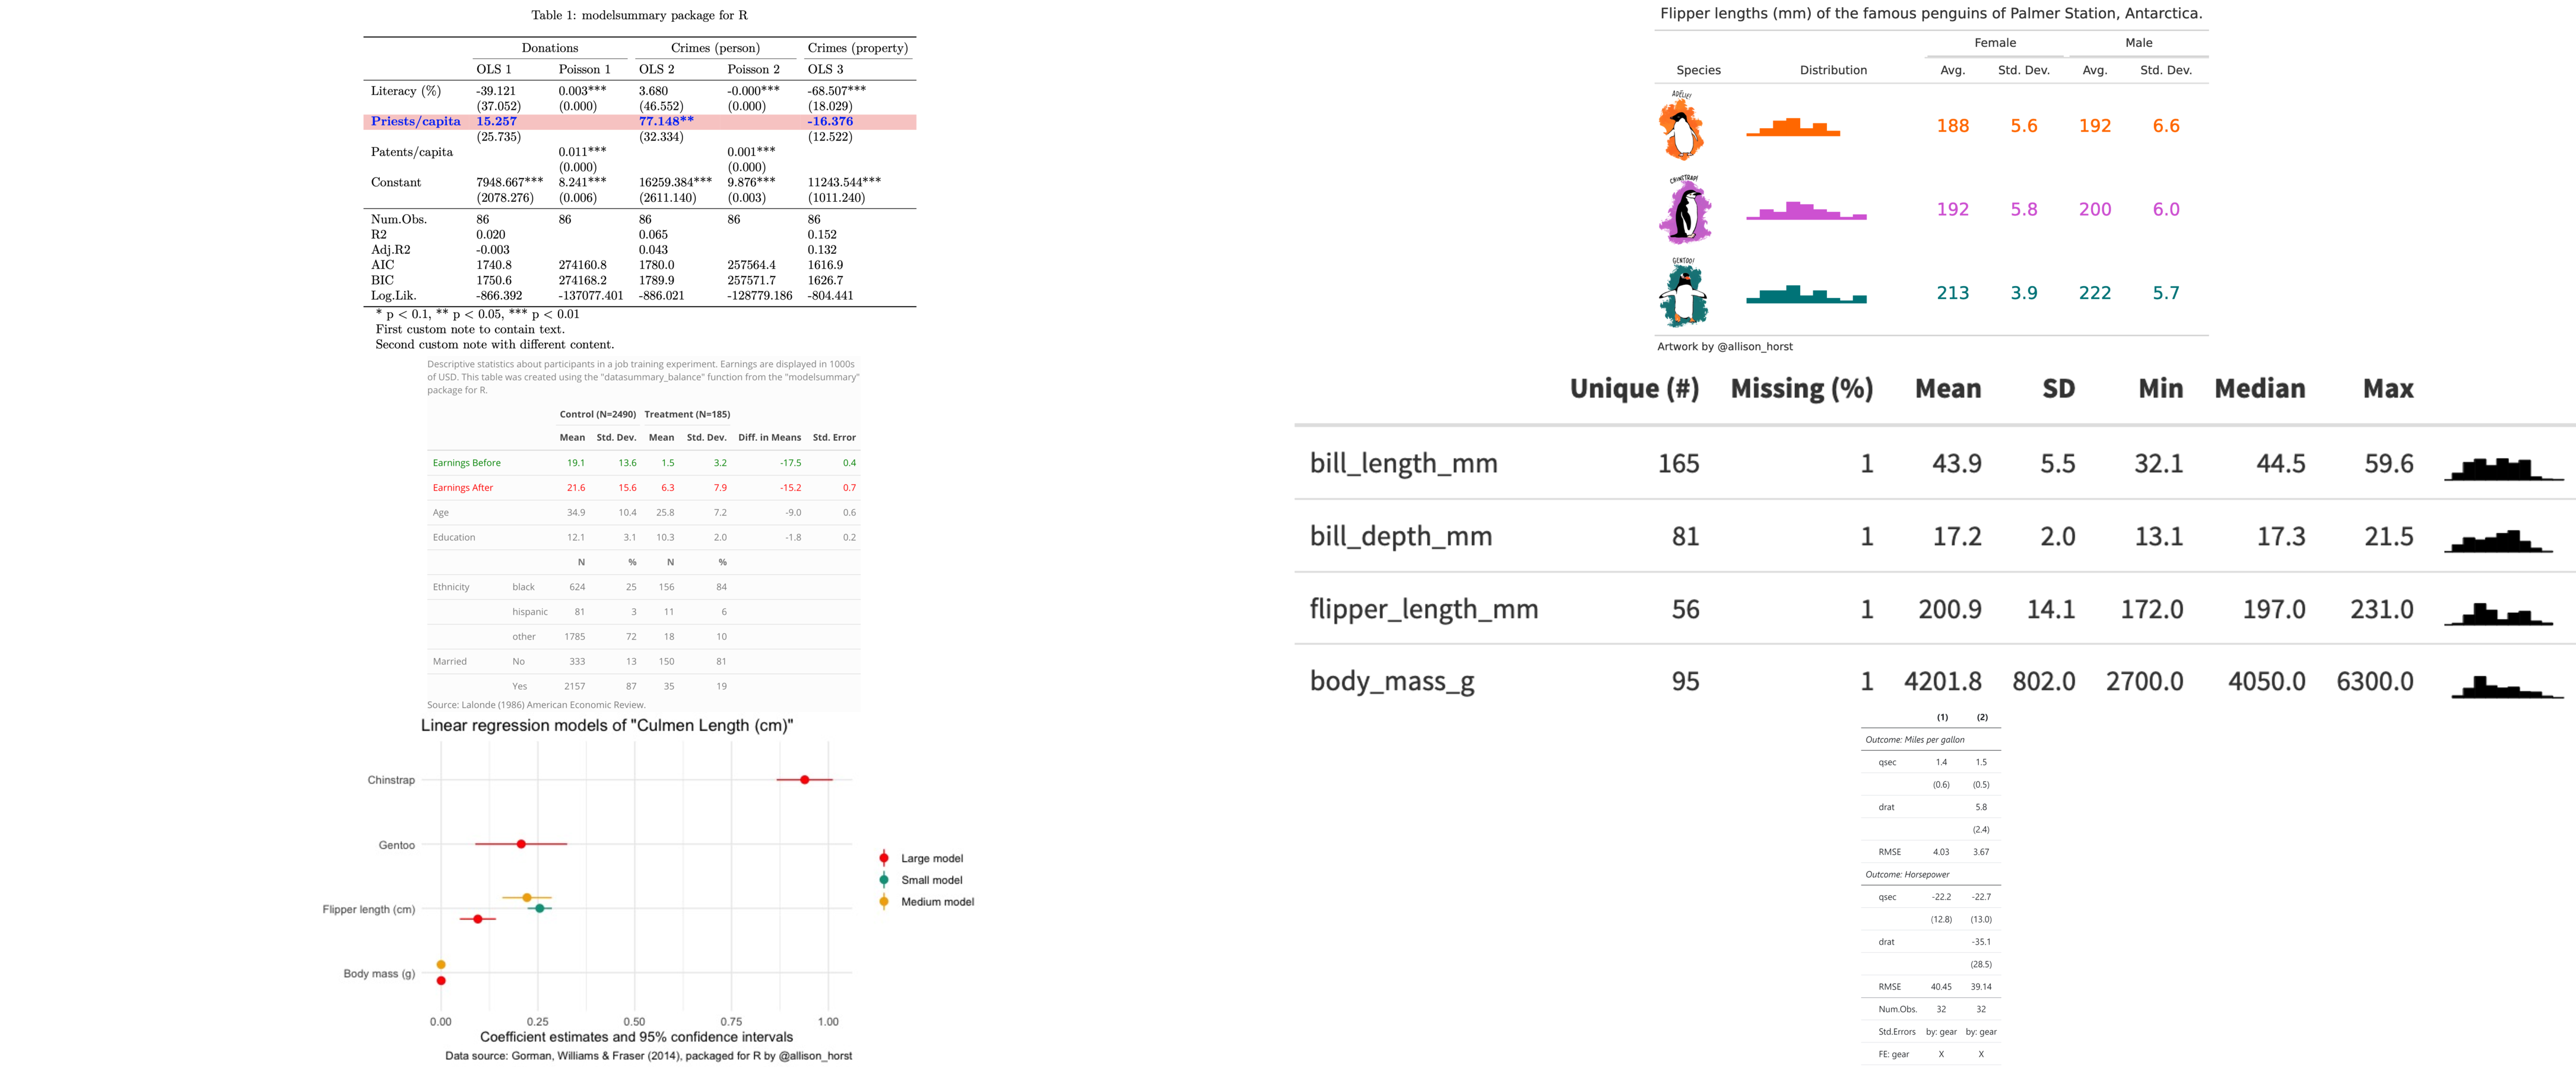 Table 1: modelsummary package for R
Donations Crimes (person) Crimes (property)
OLS 1 Poisson 1 OLS 2 Poisson 2 OLS 3
Literacy (%) -39.121 0.003*** 3.680 -0.000*** -68.507***
(37.052) (0.000) (46.552) (0.000) (18.029)
Priests/capita 15.257 77.148** -16.376
(25.735) (32.334) (12.522)
Patents/capita 0.011*** 0.001***
(0.000) (0.000)
Constant 7948.667*** 8.241*** 16259.384*** 9.876*** 11243.544***
(2078.276) (0.006) (2611.140) (0.003) (1011.240)
Num.Obs. 86 86 86 86 86
R2 0.020 0.065 0.152
Adj.R2 -0.003 0.043 0.132
AIC 1740.8 274160.8 1780.0 257564.4 1616.9
BIC 1750.6 274168.2 1789.9 257571.7 1626.7
Log.Lik. -866.392 -137077.401 -886.021 -128779.186 -804.441
* p < 0.1, ** p < 0.05, *** p < 0.01
First custom note to contain text.
Second custom note with different content.
Flipper lengths (mm) of the famous penguins of Palmer Station, Antarctica.
Female Male
Species Distribution Avg. Std. Dev. Avg. Std. Dev.
ADÉLIE!
188 5.6 192 6.6
CHINSTRAP!
192 5.8 200 6.0
GENTOO!
213 3.9 222 5.7
Artwork by @allison_horst
Descriptive statistics about participants in a job training experiment. Earnings are displayed in 1000s
of USD. This table was created using the "datasummary_balance" function from the "modelsummary"
package for R.
Control (N=2490) Treatment (N=185)
Mean Std. Dev. Mean Std. Dev. Diff. in Means Std. Error
Earnings Before 19.1 13.6 1.5 3.2 -17.5 0.4
Earnings After 21.6 15.6 6.3 7.9 -15.2 0.7
Age 34.9 10.4 25.8 7.2 -9.0 0.6
Education 12.1 3.1 10.3 2.0 -1.8 0.2
N % N %
Ethnicity black 624 25 156 84
hispanic 81 3 11 6
other 1785 72 18 10
Married No 333 13 150 81
Yes 2157 87 35 19
Source: Lalonde (1986) American Economic Review.
Unique (#) Missing (%) Mean SD Min Median Max
bill_length_mm 165 1 43.9 5.5 32.1 44.5 59.6
bill_depth_mm 81 1 17.2 2.0 13.1 17.3 21.5
flipper_length_mm 56 1 200.9 14.1 172.0 197.0 231.0
body_mass_g 95 1 4201.8 802.0 2700.0 4050.0 6300.0
Linear regression models of "Culmen Length (cm)"
Chinstrap
Gentoo
Flipper length (cm)
Body mass (g)
Large model
Small model
Medium model
0.00 0.25 0.50 0.75 1.00
Coefficient estimates and 95% confidence intervals
Data source: Gorman, Williams & Fraser (2014), packaged for R by @allison_horst
(1) (2)
Outcome: Miles per gallon
qsec 1.4 1.5
(0.6) (0.5)
drat 5.8
(2.4)
RMSE 4.03 3.67
Outcome: Horsepower
qsec -22.2 -22.7
(12.8) (13.0)
drat -35.1
(28.5)
RMSE 40.45 39.14
Num.Obs. 32 32
Std.Errors by: gear by: gear
FE: gear X X